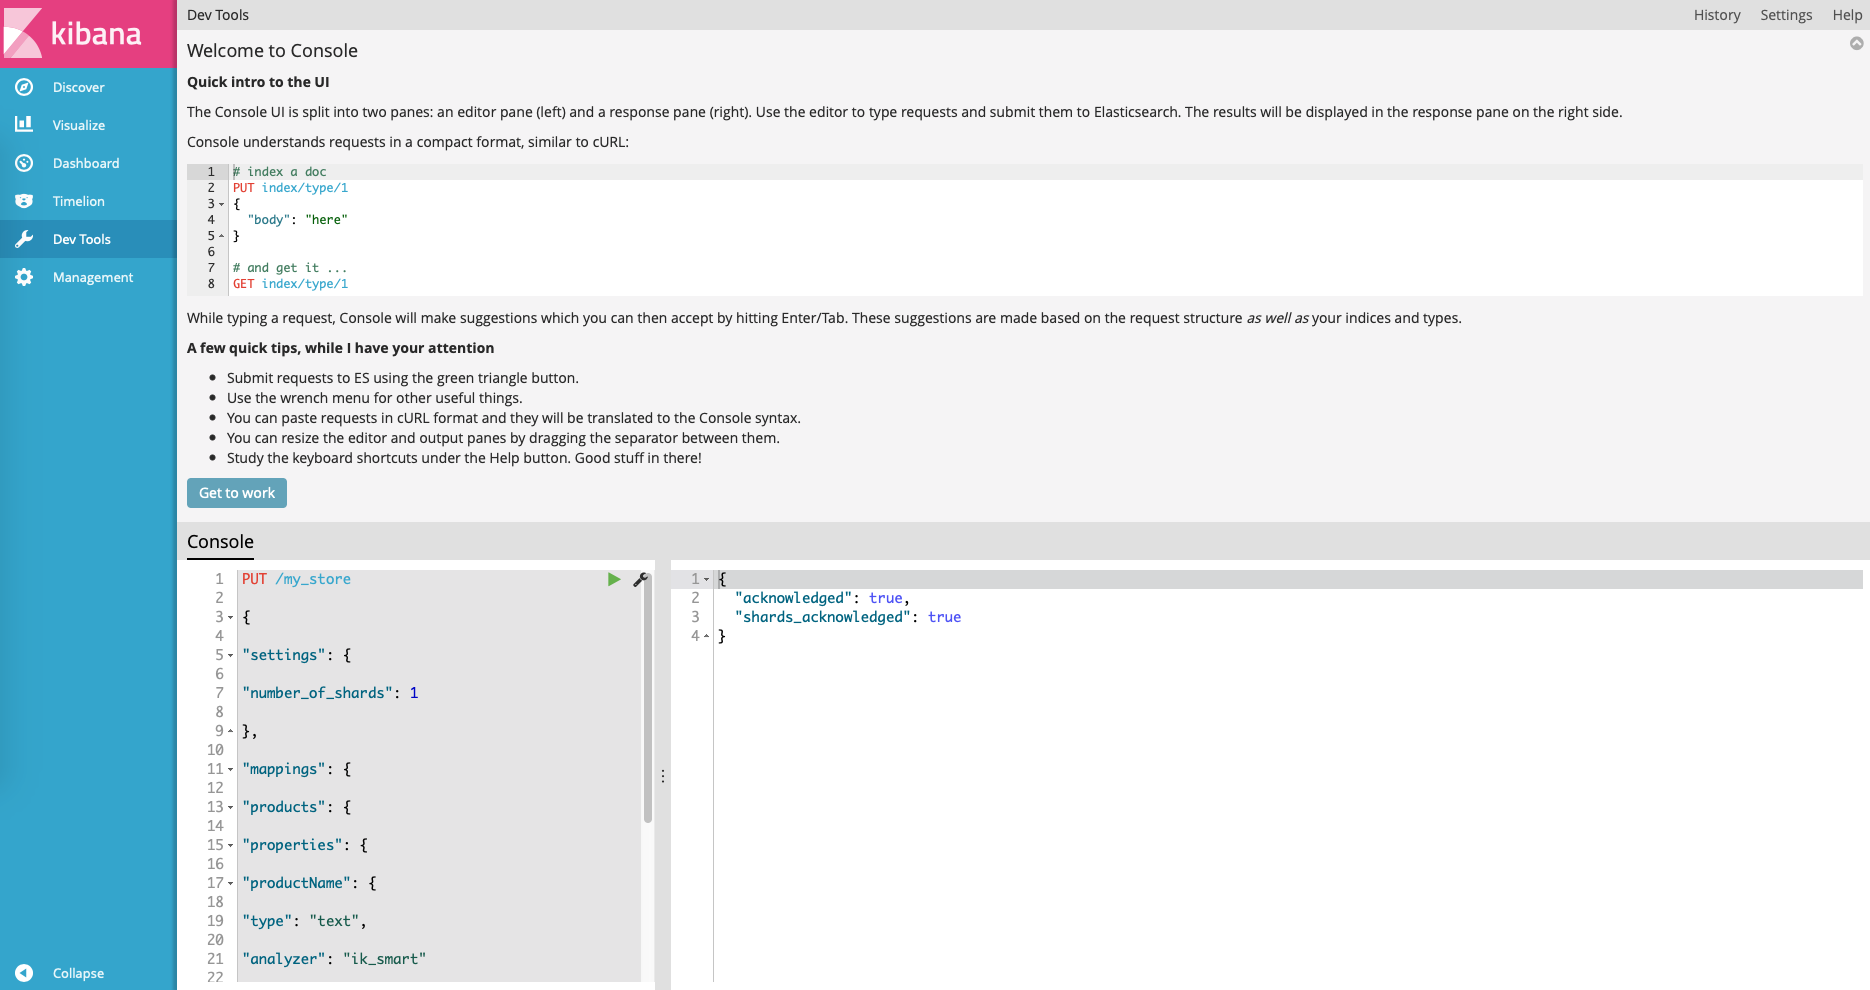 kibana
Discover
Visualize
Dashboard
Timelion
Dev Tools
Management
Collapse
Dev Tools
History Settings Help
Welcome to Console
Quick intro to the UI
The Console UI is split into two panes: an editor pane (left) and a response pane (right). Use the editor to type requests and submit them to Elasticsearch. The results will be displayed in the response pane on the right side.
Console understands requests in a compact format, similar to cURL:
1 # index a doc
2 PUT index/type/1
3 {
4 "body": "here"
5 }
6
7 # and get it ...
8 GET index/type/1
While typing a request, Console will make suggestions which you can then accept by hitting Enter/Tab. These suggestions are made based on the request structure as well as your indices and types.
A few quick tips, while I have your attention
• Submit requests to ES using the green triangle button.
• Use the wrench menu for other useful things.
• You can paste requests in cURL format and they will be translated to the Console syntax.
• You can resize the editor and output panes by dragging the separator between them.
• Study the keyboard shortcuts under the Help button. Good stuff in there!
Get to work
Console
1 PUT /my_store
2
3 {
4
5 "settings": {
6
7 "number_of_shards": 1
8
9 },
10
11 "mappings": {
12
13 "products": {
14
15 "properties": {
16
17 "productName": {
18
19 "type": "text",
20
21 "analyzer": "ik_smart"
22
1 {
2 "acknowledged": true,
3 "shards_acknowledged": true
4 }